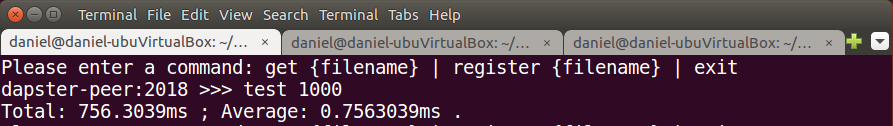 Terminal File Edit View Search Terminal Tabs Help
daniel@daniel-ubuVirtualBox: ~/... × daniel@daniel-ubuVirtualBox: ~/... × daniel@daniel-ubuVirtualBox: ~/... ×
Please enter a command: get {filename} | register {filename} | exit
dapster-peer:2018 >>> test 1000
Total: 756.3039ms ; Average: 0.7563039ms .